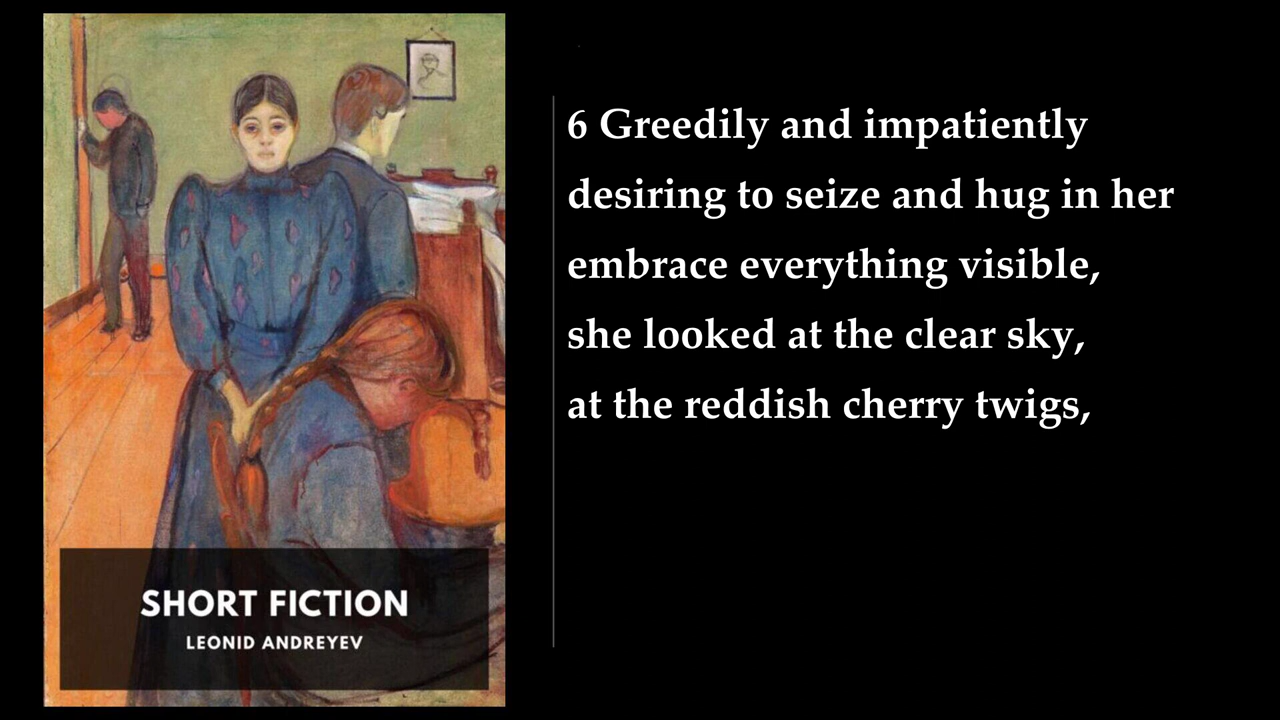 SHORT FICTION
LEONID ANDREYEV
6 Greedily and impatiently
desiring to seize and hug in her
embrace everything visible,
she looked at the clear sky,
at the reddish cherry twigs,